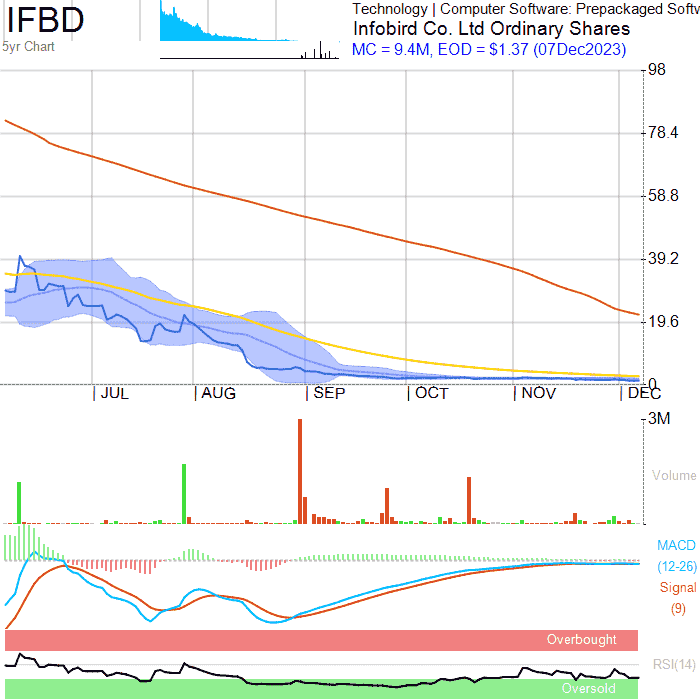 IFBD
5yr Chart
Technology | Computer Software: Prepackaged Softw
Infobird Co. Ltd Ordinary Shares
MC = 9.4M, EOD = $1.37 (07Dec2023)
98
78.4
58.8
39.2
19.6
0
JUL AUG SEP OCT NOV DEC
3M
Volume
MACD
(12-26)
Signal
(9)
Overbought
RSI(14)
Oversold